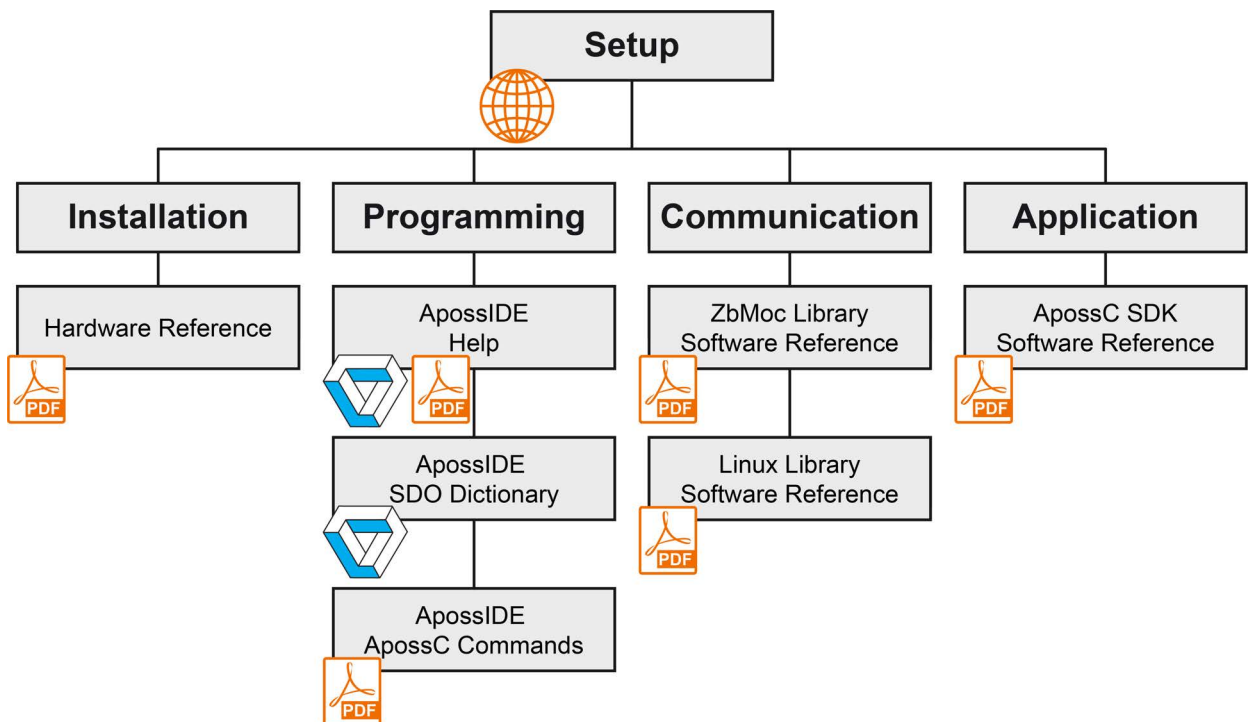 Setup
Installation
Programming
Communication
Application
Hardware Reference
PDF
ApossIDE
Help
PDF
ZbMoc Library
Software Reference
PDF
ApossC SDK
Software Reference
PDF
ApossIDE
SDO Dictionary
Linux Library
Software Reference
PDF
ApossIDE
ApossC Commands
PDF